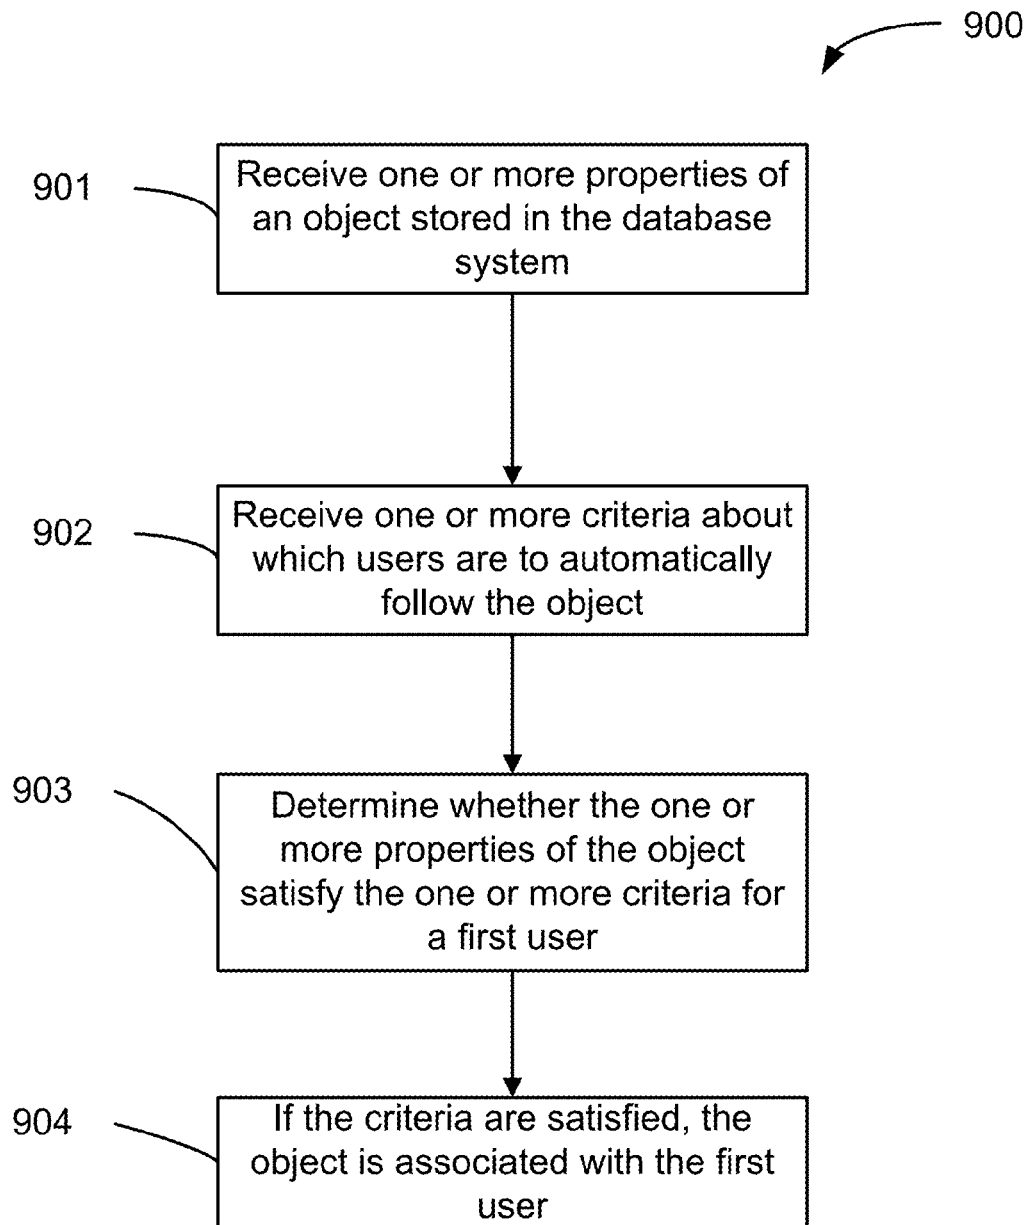 900
901
Receive one or more properties of
an object stored in the database
system
902
Receive one or more criteria about
which users are to automatically
follow the object
903
Determine whether the one or
more properties of the object
satisfy the one or more criteria for
a first user
904
If the criteria are satisfied, the
object is associated with the first
user